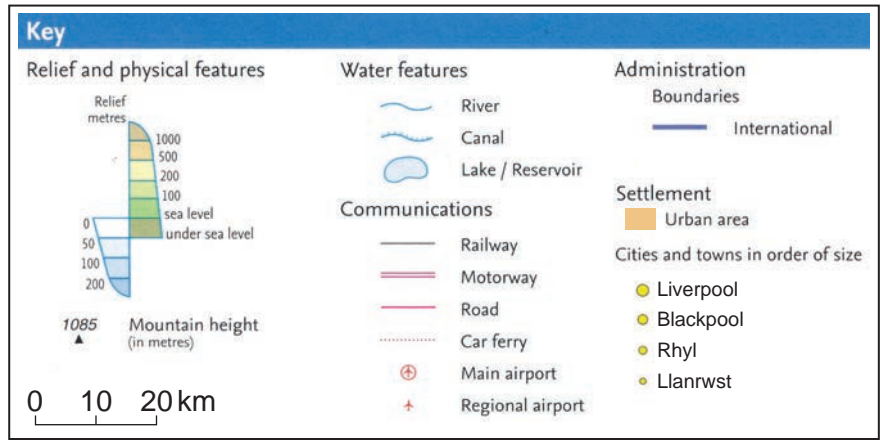 Key
Relief and physical features
Relief
metres
1000
500
200
100
sea level
under sea level
0
50
100
200
1085
Mountain height
(in metres)
0 10 20 km
Water features
River
Canal
Lake / Reservoir
Communications
Railway
Motorway
Road
Car ferry
Main airport
Regional airport
Administration
Boundaries
International
Settlement
Urban area
Cities and towns in order of size
Liverpool
Blackpool
Rhyl
Llanrwst